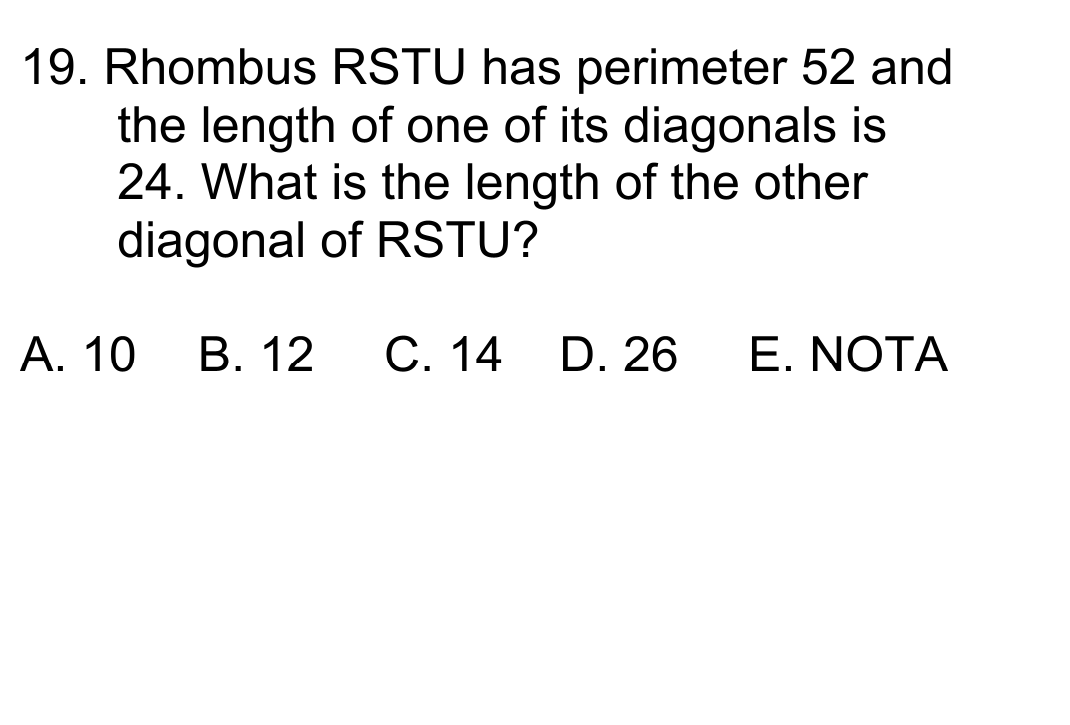 19. Rhombus RSTU has perimeter 52 and
the length of one of its diagonals is
24. What is the length of the other
diagonal of RSTU?
A. 10 B. 12 C. 14 D. 26 E. NOTA